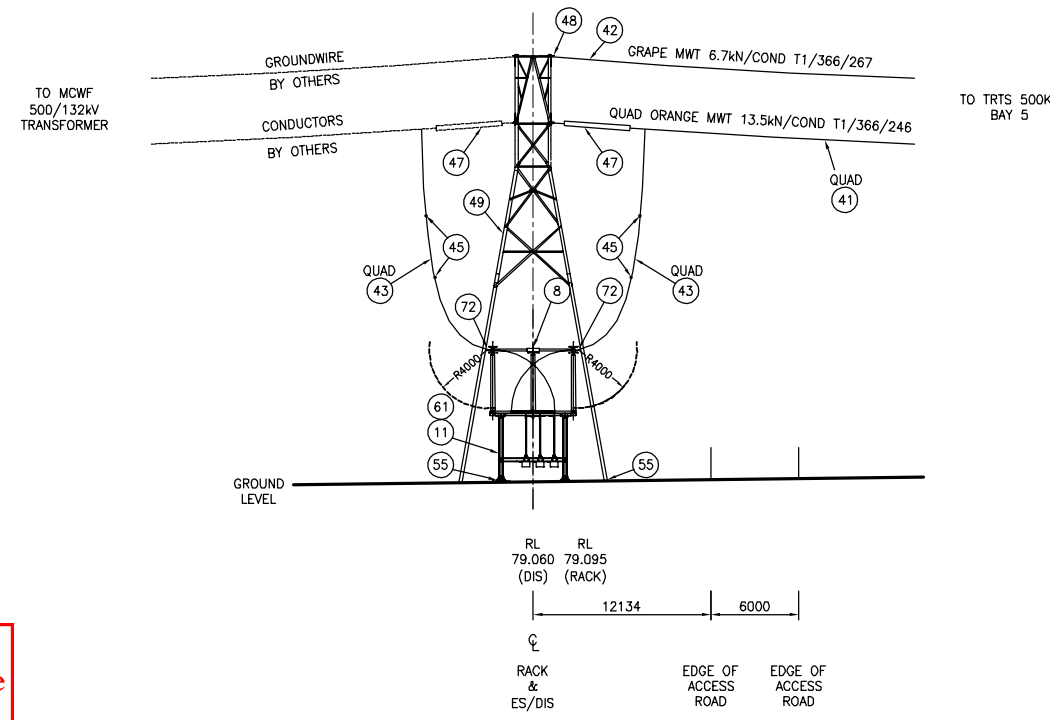 48
42
GROUNDWIRE
GRAPE MWT 6.7kN/COND T1/366/267
BY OTHERS
TO MCWF
500/132kV
TRANSFORMER
TO TRTS 500K
BAY 5
CONDUCTORS
QUAD ORANGE MWT 13.5kN/COND T1/366/246
BY OTHERS
47
47
QUAD
41
49
45
45
QUAD
43
QUAD
43
8
72
72
R4000
R4000
61
11
55
55
GROUND
LEVEL
RL
79.060
(DIS)
RL
79.095
(RACK)
12134
6000
℄
RACK
&
ES/DIS
EDGE OF
ACCESS
ROAD
EDGE OF
ACCESS
ROAD
e